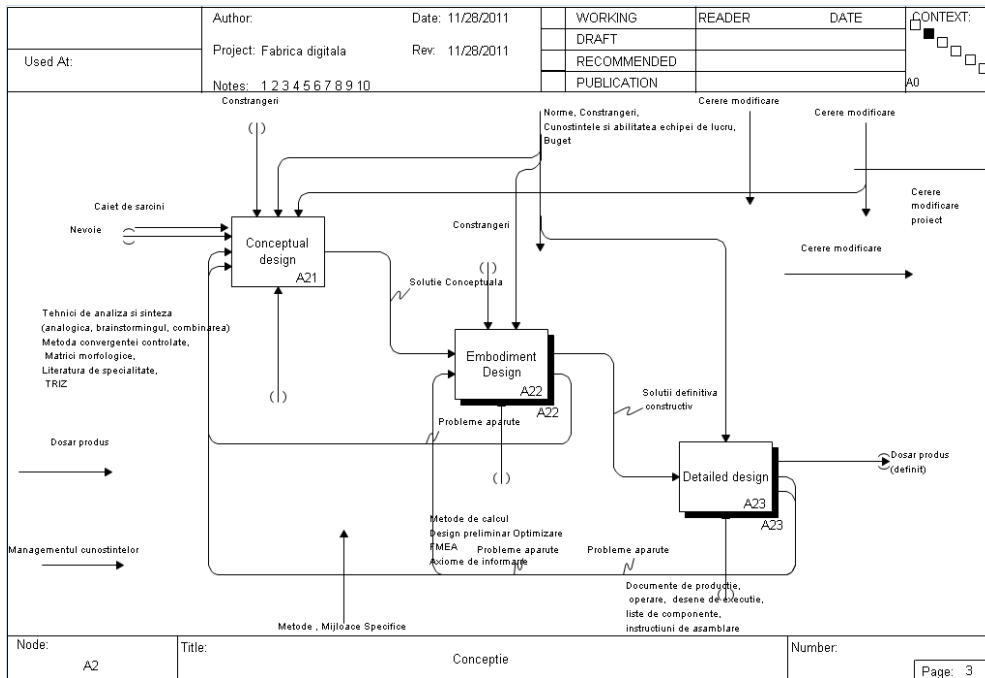 Used At:
Author:
Date: 11/28/2011
Project: Fabrica digitala
Rev: 11/28/2011
Notes: 1 2 3 4 5 6 7 8 9 10
WORKING
DRAFT
RECOMMENDED
PUBLICATION
READER
DATE
CONTEXT:
A0
Constrangeri
Norme, Constrangeri,
Cunostintele si abilitatea echipei de lucru,
Buget
Cerere modificare
Cerere modificare
Caiet de sarcini
Nevoie
Conceptual
design
A21
Constrangeri
Cerere
modificare
proiect
Cerere modificare
Solutie Conceptuala
Tehnici de analiza si sinteza
(analogica, brainstormingul, combinarea)
Metoda convergentei controlate,
Matrici morfologice,
Literatura de specialitate,
TRIZ
Embodiment
Design
A22
A22
Solutii definitiva
constructiv
Probleme aparute
Dosar produs
Detailed design
A23
A23
Dosar produs
(definit)
Metode de calcul
Design preliminar Optimizare
FMEA
Axiome de informare
Probleme aparute
Probleme aparute
Managementul cunostintelor
Documente de productie,
operare, desene de executie,
liste de componente,
instructiuni de asamblare
Metode , Mijloace Specifice
Node:
A2
Title:
Conceptie
Number:
Page: 3